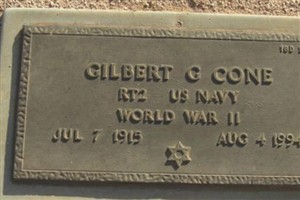 GILBERT G CONE
RT2 US NAVY
WORLD WAR II
JUL 7 1915 AUG 4 1994